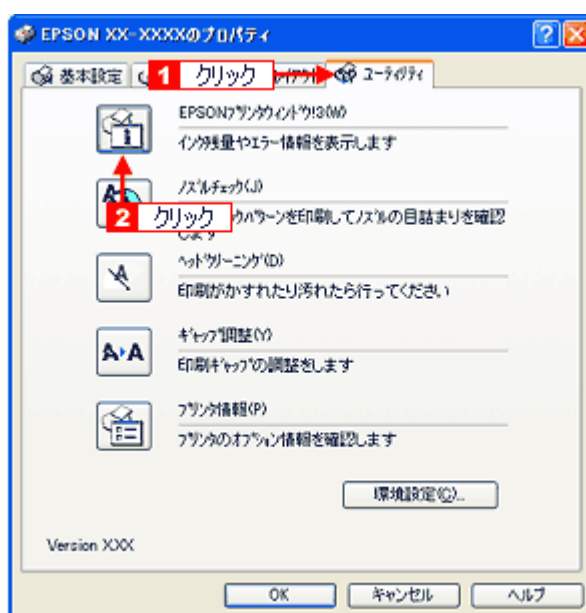 EPSON XX-XXXXのプロパティ
基本設定 1 クリック ユーティリティ
EPSONプリンタウィンドウ!3(W)
インク残量やエラー情報を表示します
ノズルチェック(J)
2 クリック パターンを印刷してノズルの目詰まりを確認
します
ヘッドクリーニング(D)
印刷がかすれたり汚れたら行ってください
ギャップ調整(Y)
印刷ギャップの調整をします
プリンタ情報(P)
プリンタのオプション情報を確認します
環境設定(C)...
Version XXX
OK キャンセル ヘルプ